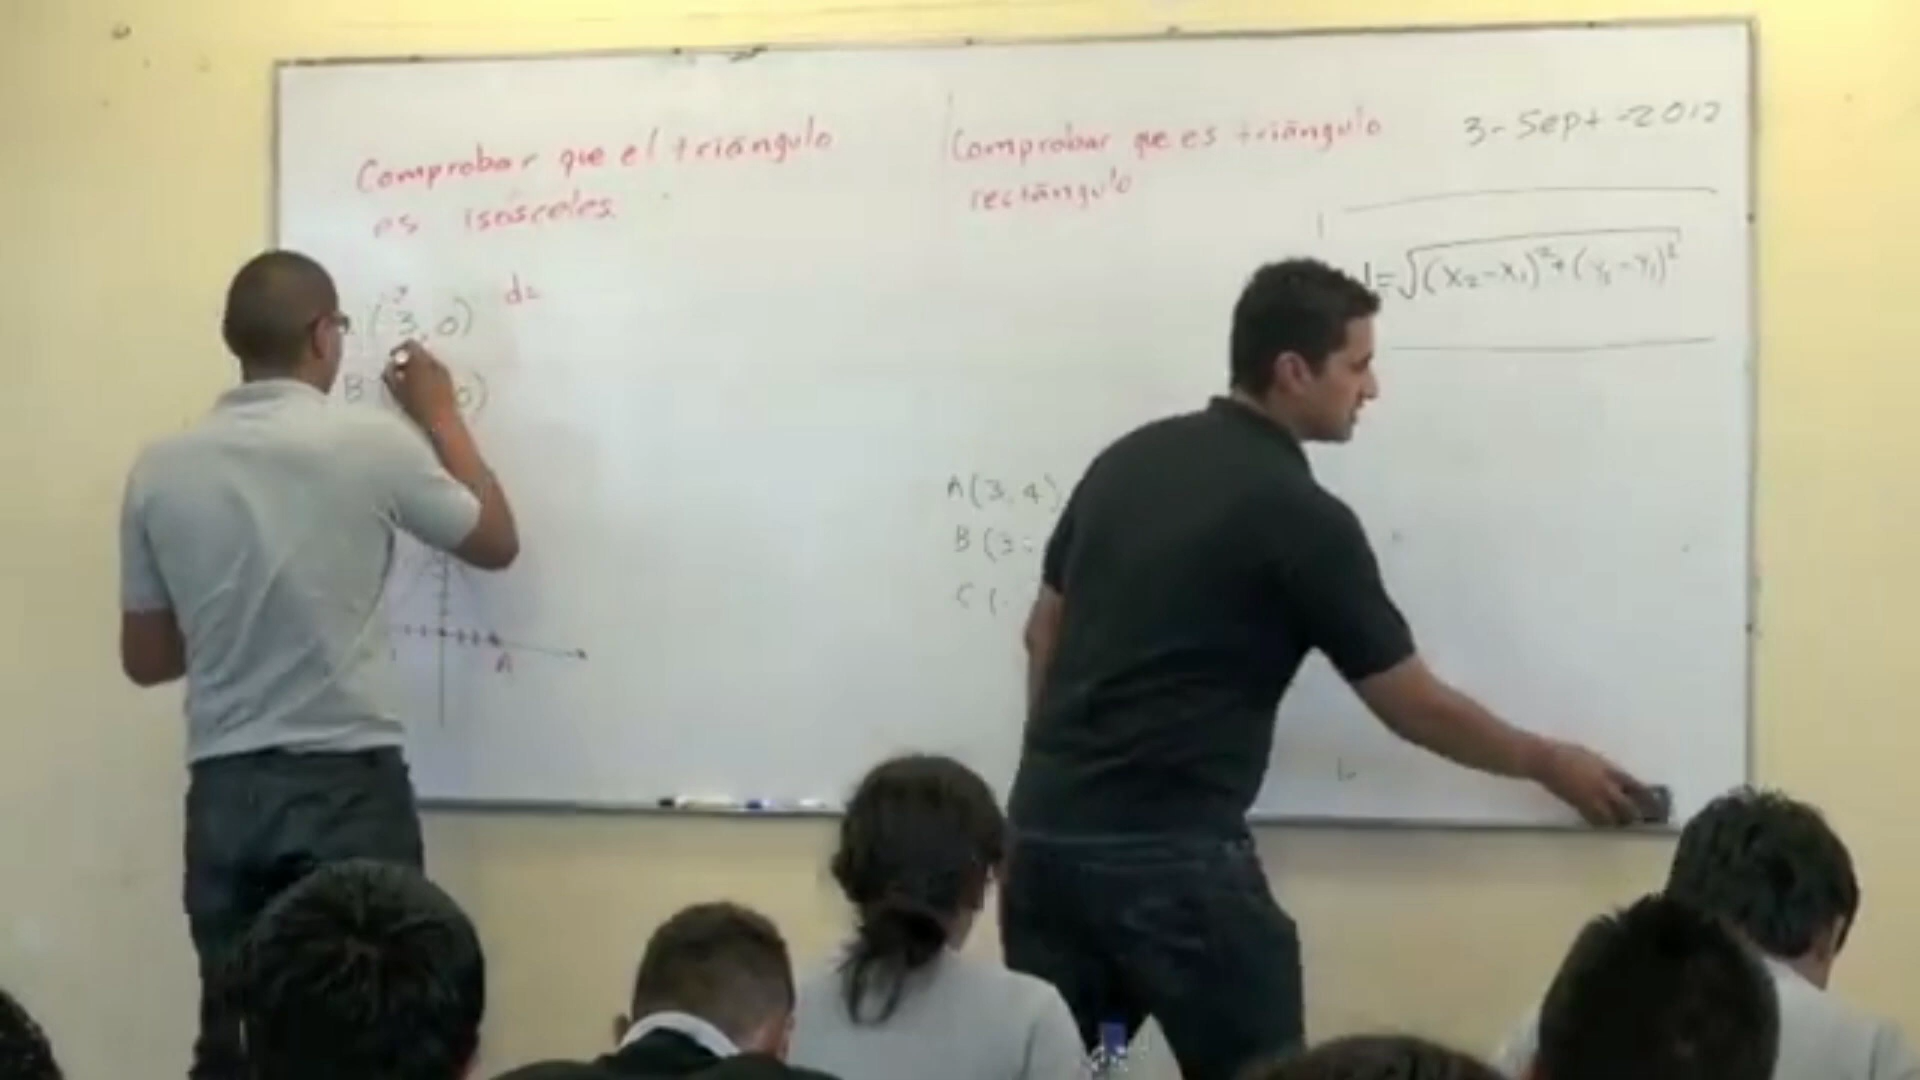 Comprobar que el triángulo
es isósceles
(3, 0)
d=
B
0)
A
Comprobar que es triángulo
rectángulo
A(3, 4)
B(3
C(
3-Sept-2012
d=√(x₂-x₁)²+(y₂-y₁)²